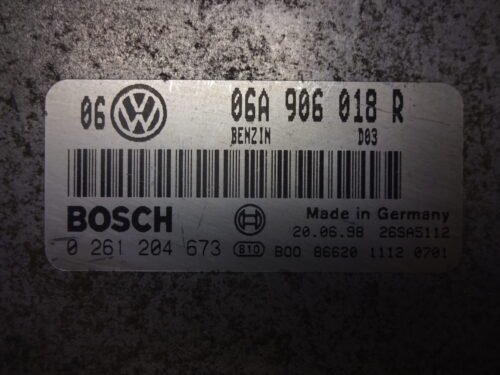 06 VW 06A 906 018 R
BENZIN D03
BOSCH Made in Germany
20.06.98 26SA5112
0 261 204 673 810 B00 86620 1112 0701